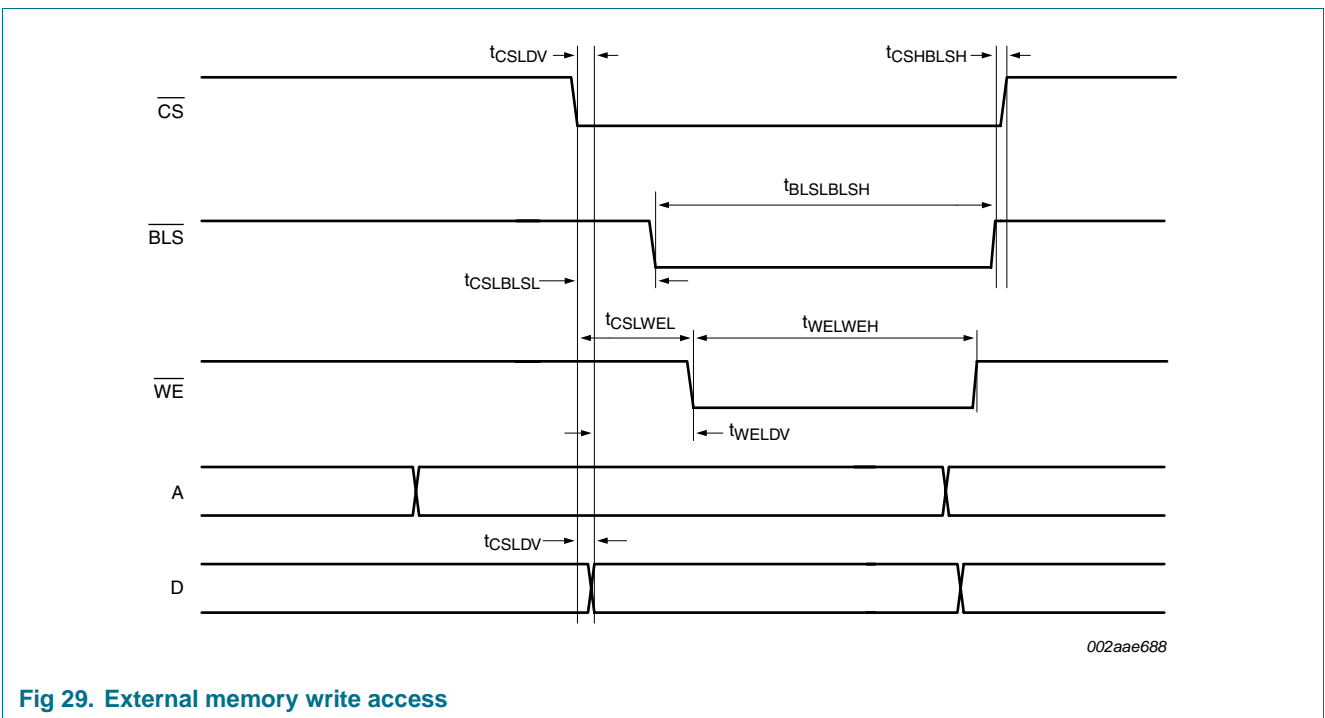 tCSLDV
tCSHBLSH
CS
tBLSLBLSH
BLS
tCSLBLSL
tCSLWEL
tWELWEH
WE
tWELDV
A
tCSLDV
D
002aae688
Fig 29. External memory write access